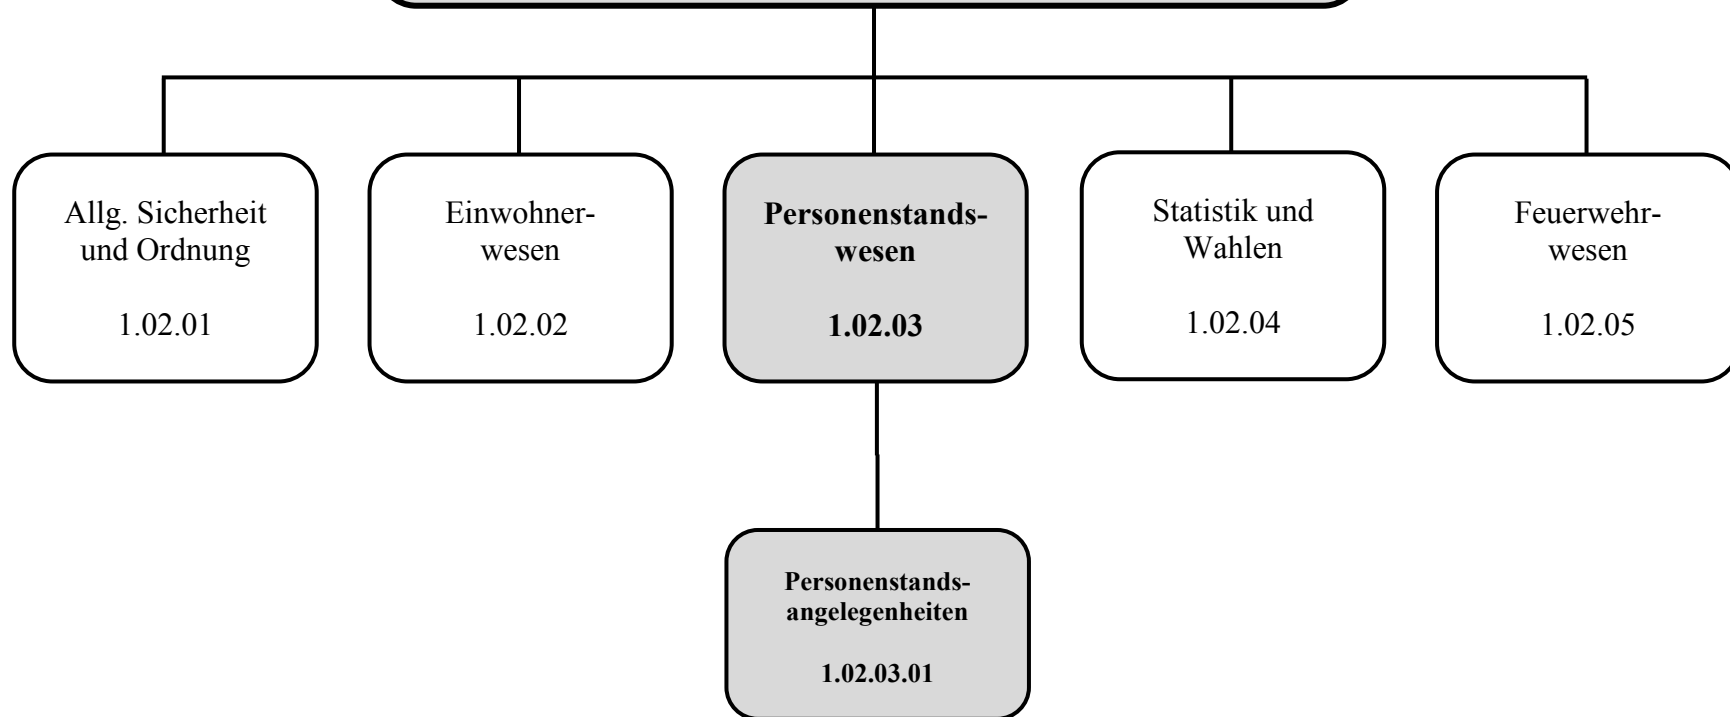 Allg. Sicherheit
und Ordnung
1.02.01
Einwohner-
wesen
1.02.02
Personenstands-
wesen
1.02.03
Statistik und
Wahlen
1.02.04
Feuerwehr-
wesen
1.02.05
Personenstands-
angelegenheiten
1.02.03.01